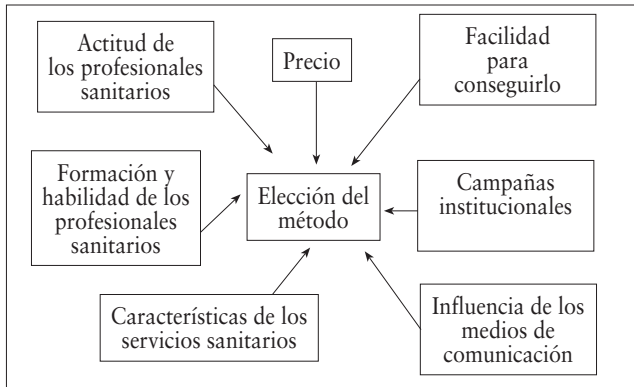 Actitud de
los profesionales
sanitarios
Precio
Facilidad
para
conseguirlo
Formación y
habilidad de los
profesionales
sanitarios
Elección del
método
Campañas
institucionales
Características de los
servicios sanitarios
Influencia de los
medios de
comunicación